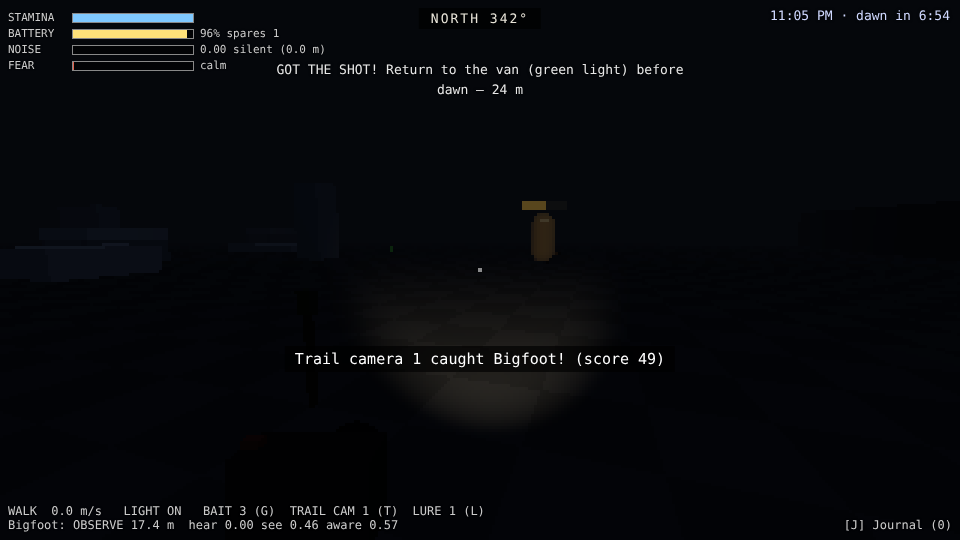 STAMINA
NORTH 342°
11:05 PM · dawn in 6:54
BATTERY 96% spares 1
NOISE 0.00 silent (0.0 m)
FEAR calm
GOT THE SHOT! Return to the van (green light) before
dawn — 24 m
Trail camera 1 caught Bigfoot! (score 49)
WALK 0.0 m/s LIGHT ON BAIT 3 (G) TRAIL CAM 1 (T) LURE 1 (L)
Bigfoot: OBSERVE 17.4 m hear 0.00 see 0.46 aware 0.57
[J] Journal (0)